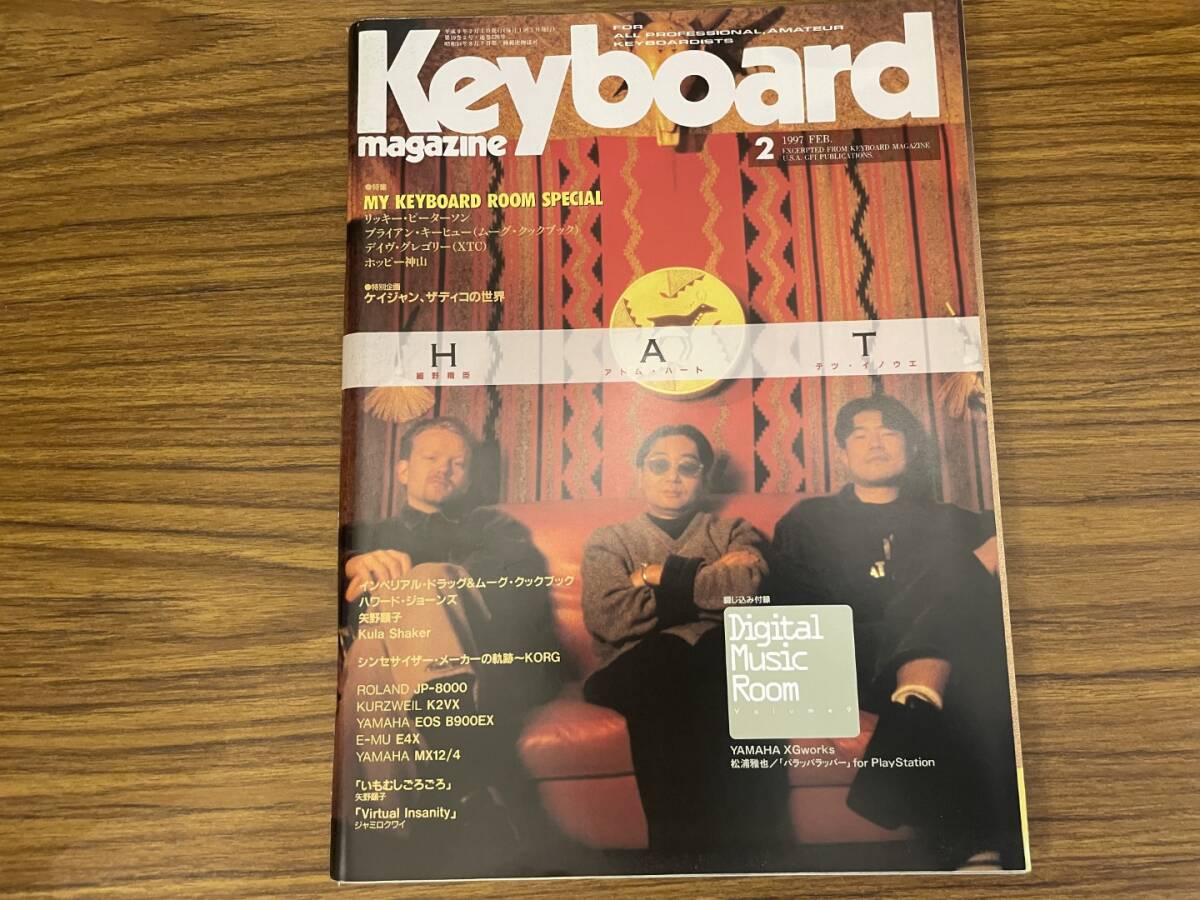 FOR
ALL PROFESSIONAL, AMATEUR
KEYBOARDISTS
Keyboard
magazine
2 1997 FEB.
EXCERPTED FROM KEYBOARD MAGAZINE
U.S.A. GPI PUBLICATIONS.
●特集
MY KEYBOARD ROOM SPECIAL
リッキー・ピーターソン
ブライアン・キーヒュー(ムーグ・クックブック)
デイヴ・グレゴリー(XTC)
ホッピー神山
●特別企画
ケイジャン、ザディコの世界
H A T
細野晴臣 アトム・ハート テツ・イノウエ
インペリアル・ドラッグ&ムーグ・クックブック
ハワード・ジョーンズ
矢野顕子
Kula Shaker
シンセサイザー・メーカーの軌跡〜KORG
ROLAND JP-8000
KURZWEIL K2VX
YAMAHA EOS B900EX
E-MU E4X
YAMAHA MX12/4
「いもむしごろごろ」
矢野顕子
「Virtual Insanity」
ジャミロクワイ
綴じ込み付録
Digital
Music
Room
Volume 9
YAMAHA XGworks
松浦雅也/「パラッパラッパー」for PlayStation